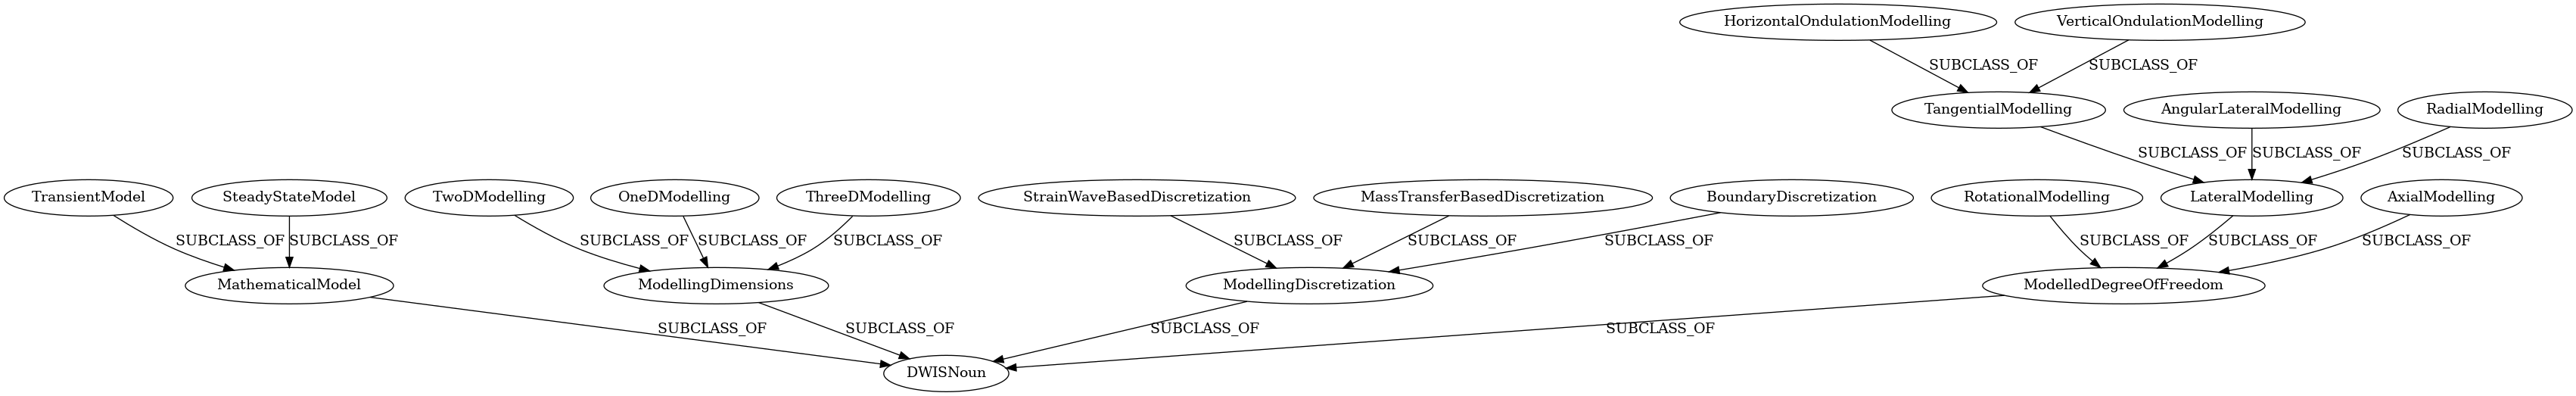 HorizontalOndulationModelling
VerticalOndulationModelling
SUBCLASS_OF
SUBCLASS_OF
TangentialModelling
AngularLateralModelling
RadialModelling
SUBCLASS_OF
SUBCLASS_OF
SUBCLASS_OF
TransientModel
SteadyStateModel
TwoDModelling
OneDModelling
ThreeDModelling
StrainWaveBasedDiscretization
MassTransferBasedDiscretization
BoundaryDiscretization
RotationalModelling
LateralModelling
AxialModelling
SUBCLASS_OF
SUBCLASS_OF
SUBCLASS_OF
SUBCLASS_OF
SUBCLASS_OF
SUBCLASS_OF
SUBCLASS_OF
SUBCLASS_OF
SUBCLASS_OF
SUBCLASS_OF
SUBCLASS_OF
MathematicalModel
ModellingDimensions
ModellingDiscretization
ModelledDegreeOfFreedom
SUBCLASS_OF
SUBCLASS_OF
SUBCLASS_OF
SUBCLASS_OF
DWISNoun